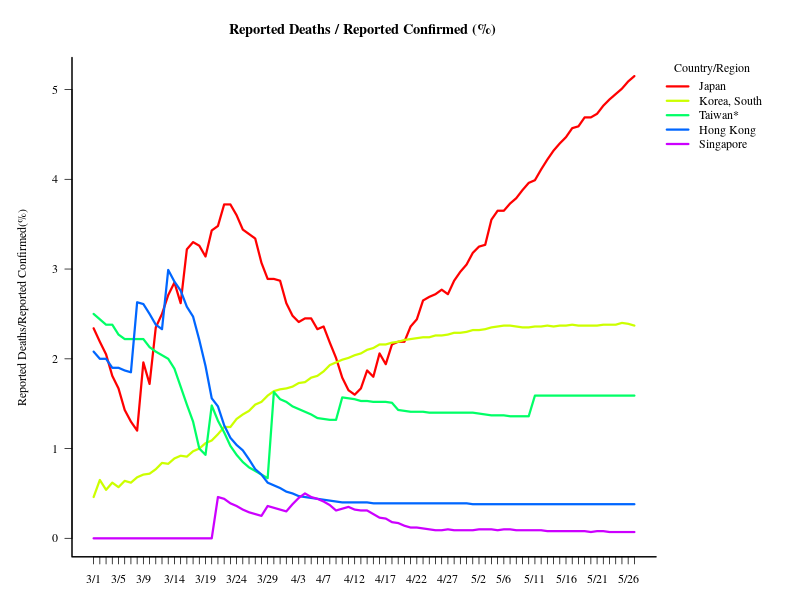 Reported Deaths / Reported Confirmed (%)
Country/Region
Japan
Korea, South
Taiwan*
Hong Kong
Singapore
Reported Deaths/Reported Confirmed(%)
5
4
3
2
1
0
3/1 3/5 3/9 3/14 3/19 3/24 3/29 4/3 4/7 4/12 4/17 4/22 4/27 5/2 5/6 5/11 5/16 5/21 5/26